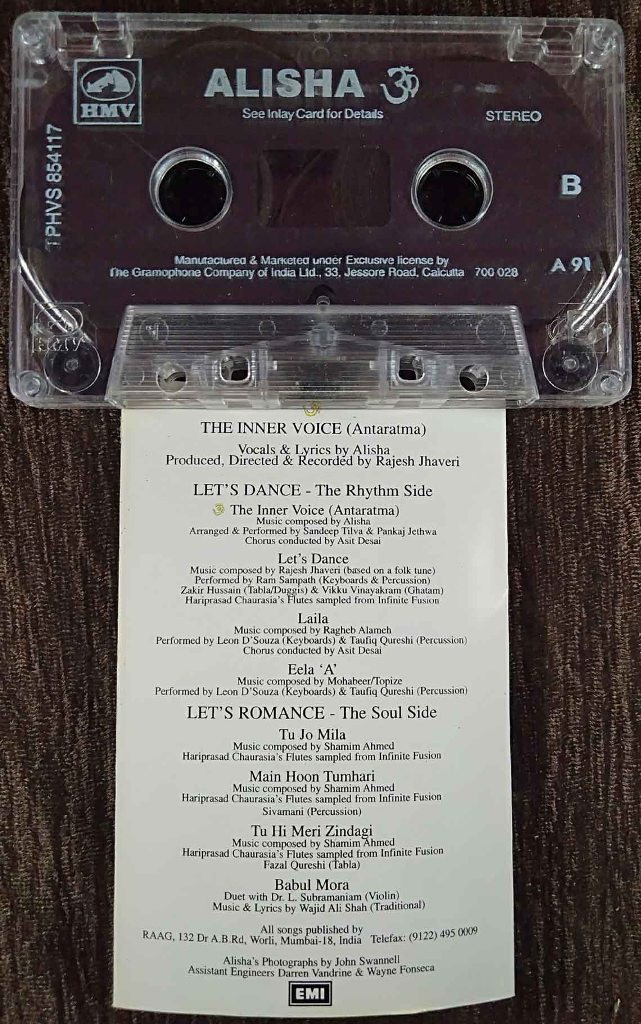 HMV
ALISHA ॐ
See Inlay Card for Details
STEREO
TPHVS 854117
B
Manufactured & Marketed under Exclusive license by
The Gramophone Company of India Ltd., 33, Jessore Road, Calcutta 700 028
A 91
ॐ
THE INNER VOICE (Antaratma)
Vocals & Lyrics by Alisha
Produced, Directed & Recorded by Rajesh Jhaveri
LET'S DANCE - The Rhythm Side
ॐ The Inner Voice (Antaratma)
Music composed by Alisha
Arranged & Performed by Sandeep Tilva & Pankaj Jethwa
Chorus conducted by Asit Desai
Let's Dance
Music composed by Rajesh Jhaveri (based on a folk tune)
Performed by Ram Sampath (Keyboards & Percussion)
Zakir Hussain (Tabla/Duggis) & Vikku Vinayakram (Ghatam)
Hariprasad Chaurasia's Flutes sampled from Infinite Fusion
Laila
Music composed by Ragheb Alameh
Performed by Leon D'Souza (Keyboards) & Taufiq Qureshi (Percussion)
Chorus conducted by Asit Desai
Eela 'A'
Music composed by Mohabeer/Topize
Performed by Leon D'Souza (Keyboards) & Taufiq Qureshi (Percussion)
LET'S ROMANCE - The Soul Side
Tu Jo Mila
Music composed by Shamim Ahmed
Hariprasad Chaurasia's Flutes sampled from Infinite Fusion
Main Hoon Tumhari
Music composed by Shamim Ahmed
Hariprasad Chaurasia's Flutes sampled from Infinite Fusion
Sivamani (Percussion)
Tu Hi Meri Zindagi
Music composed by Shamim Ahmed
Hariprasad Chaurasia's Flutes sampled from Infinite Fusion
Fazal Qureshi (Tabla)
Babul Mora
Duet with Dr. L. Subramaniam (Violin)
Music & Lyrics by Wajid Ali Shah (Traditional)
All songs published by
RAAG, 132 Dr A.B.Rd, Worli, Mumbai-18, India Telefax: (9122) 495 0009
Alisha's Photographs by John Swannell
Assistant Engineers Darren Vandrine & Wayne Fonseca
EMI